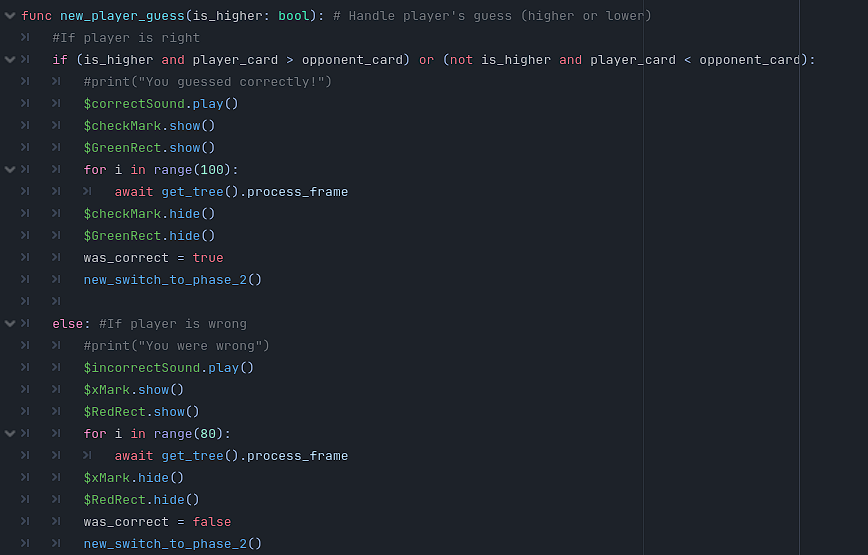 func new_player_guess(is_higher: bool): # Handle player's guess (higher or lower)
#If player is right
if (is_higher and player_card > opponent_card) or (not is_higher and player_card < opponent_card):
#print("You guessed correctly!")
$correctSound.play()
$checkMark.show()
$GreenRect.show()
for i in range(100):
await get_tree().process_frame
$checkMark.hide()
$GreenRect.hide()
was_correct = true
new_switch_to_phase_2()
else: #If player is wrong
#print("You were wrong")
$incorrectSound.play()
$xMark.show()
$RedRect.show()
for i in range(80):
await get_tree().process_frame
$xMark.hide()
$RedRect.hide()
was_correct = false
new_switch_to_phase_2()